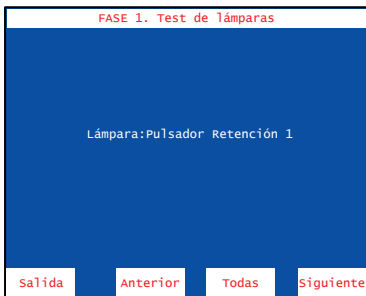 FASE 1. Test de lámparas
Lámpara:Pulsador Retención 1
Salida Anterior Todas Siguiente